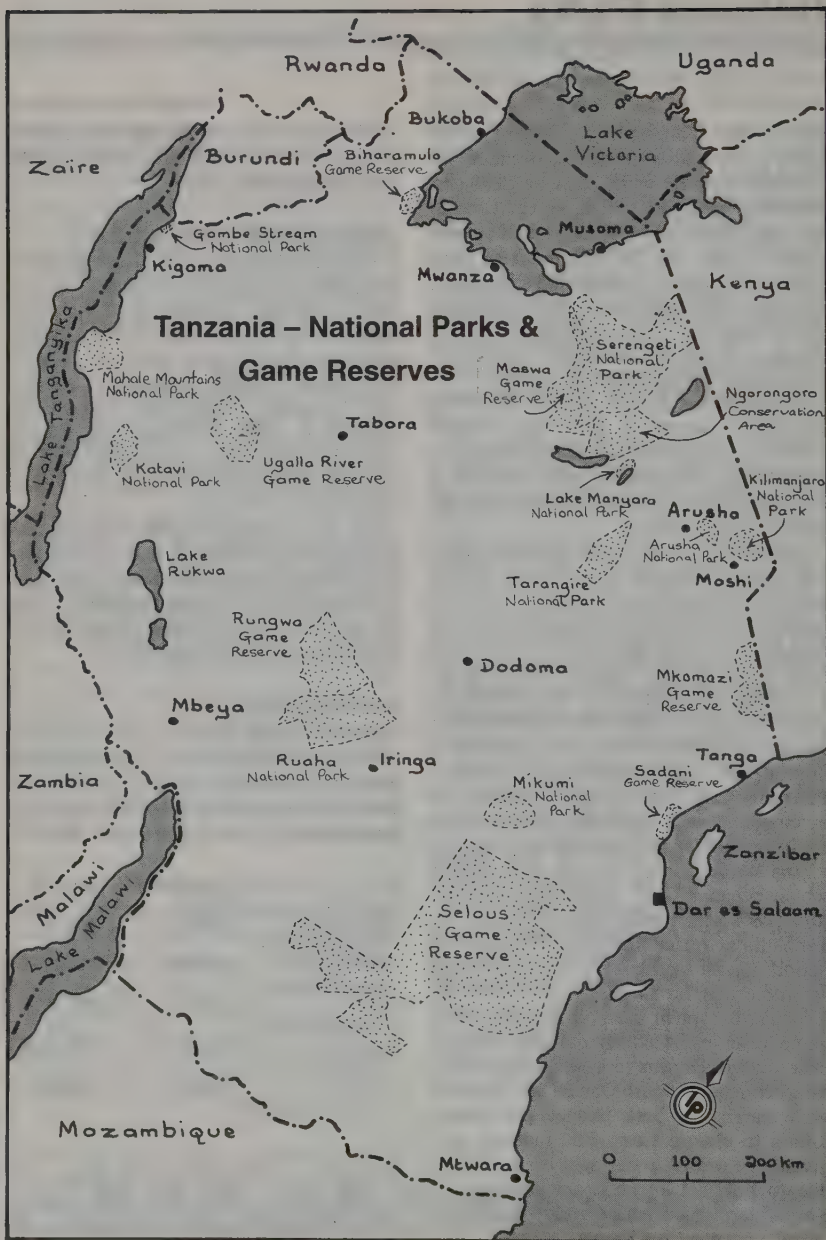 Rwanda
Uganda
Bukoba
Lake
Victoria
Zaïre
Burundi
Biharamulo
Game Reserve
Gombe Stream
National Park
Musoma
Kigoma
Mwanza
Kenya
Tanzania – National Parks &
Game Reserves
Serengeti
National
Park
Maswa
Game
Reserve
Lake Tanganyika
Mahale Mountains
National Park
Ngorongoro
Conservation
Area
Tabora
Katavi
National Park
Ugalla River
Game Reserve
Lake Manyara
National Park
Kilimanjaro
National
Park
Arusha
Arusha
National Park
Moshi
Lake
Rukwa
Tarangire
National Park
Rungwa
Game
Reserve
Dodoma
Mkomazi
Game
Reserve
Mbeya
Ruaha
National Park
Iringa
Tanga
Zambia
Mikumi
National
Park
Sadani
Game Reserve
Zanzibar
Malawi
Lake Malawi
Selous
Game
Reserve
Dar es Salaam
Mozambique
lp
0 100 200 km
Mtwara